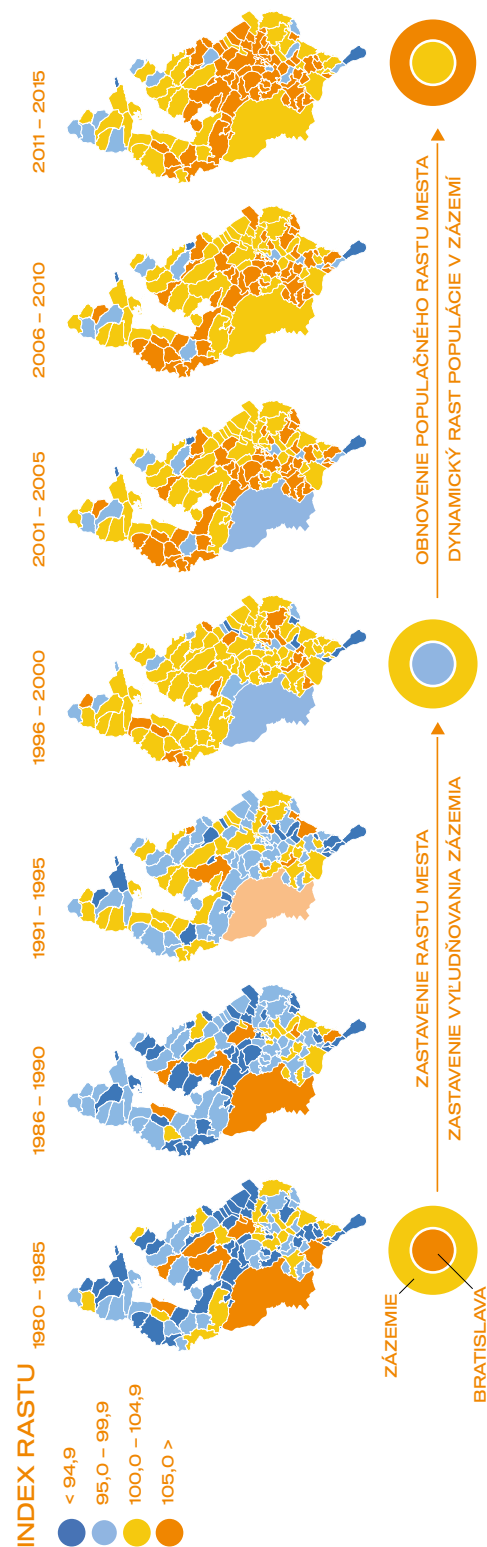 INDEX RASTU
< 94,9
95,0 – 99,9
100,0 – 104,9
105,0 >
1980 – 1985
1986 – 1990
1991 – 1995
1996 – 2000
2001 – 2005
2006 – 2010
2011 – 2015
ZÁZEMIE
BRATISLAVA
ZASTAVENIE RASTU MESTA
ZASTAVENIE VYĽUDŇOVANIA ZÁZEMIA
OBNOVENIE POPULAČNÉHO RASTU MESTA
DYNAMICKÝ RAST POPULÁCIE V ZÁZEMÍ